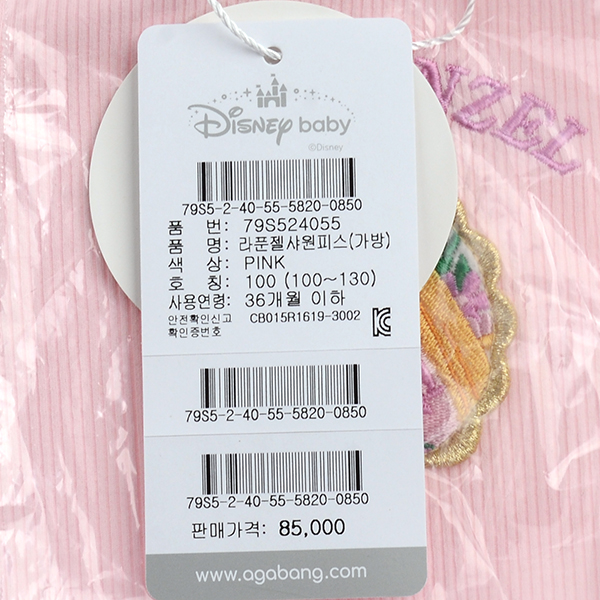 Disney baby
©Disney
NZEL
79S5-2-40-55-5820-0850
품 번: 79S524055
품 명: 라푼젤샤원피스(가방)
색 상: PINK
호 칭: 100 (100~130)
사용연령: 36개월 이하
안전확인신고 CB015R1619-3002
확인증번호
79S5-2-40-55-5820-0850
79S5-2-40-55-5820-0850
판매가격: 85,000
www.agabang.com